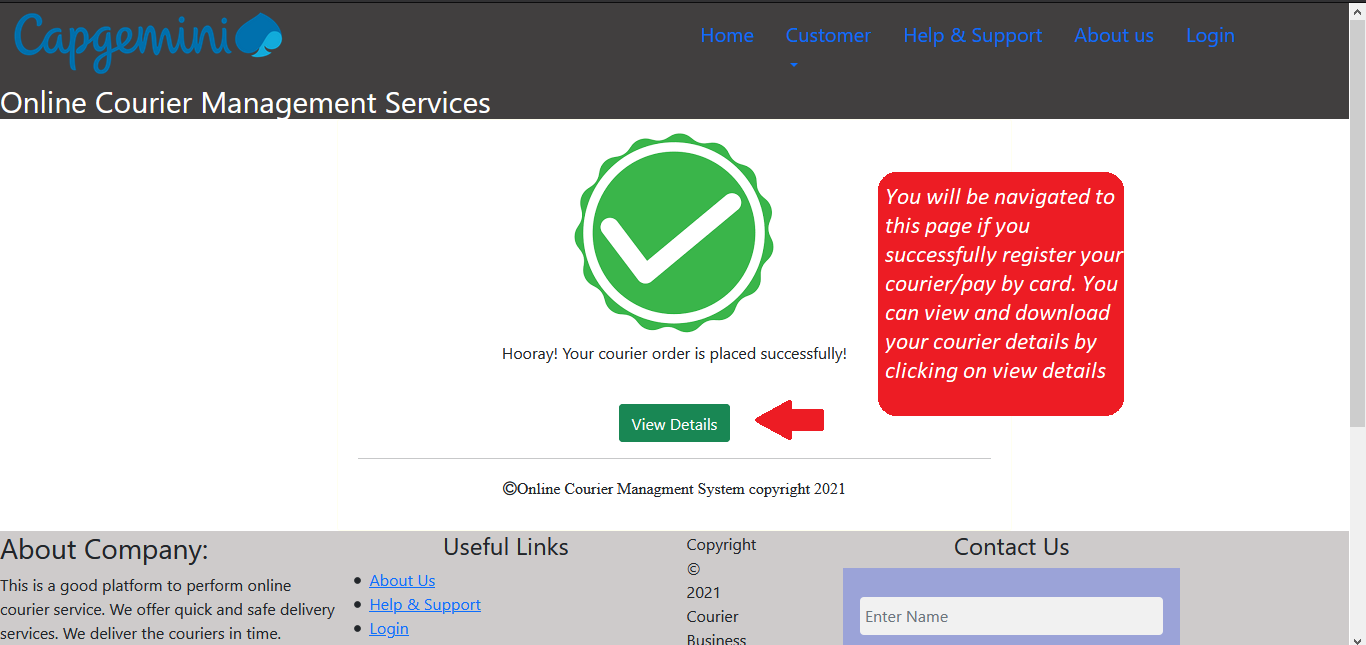 Capgemini
Home Customer Help & Support About us Login
Online Courier Management Services
You will be navigated to
this page if you
successfully register your
courier/pay by card. You
can view and download
your courier details by
clicking on view details
Hooray! Your courier order is placed successfully!
View Details
©Online Courier Managment System copyright 2021
About Company:
This is a good platform to perform online
courier service. We offer quick and safe delivery
services. We deliver the couriers in time.
Useful Links
About Us
Help & Support
Login
Copyright
©
2021
Courier
Business
Contact Us
Enter Name